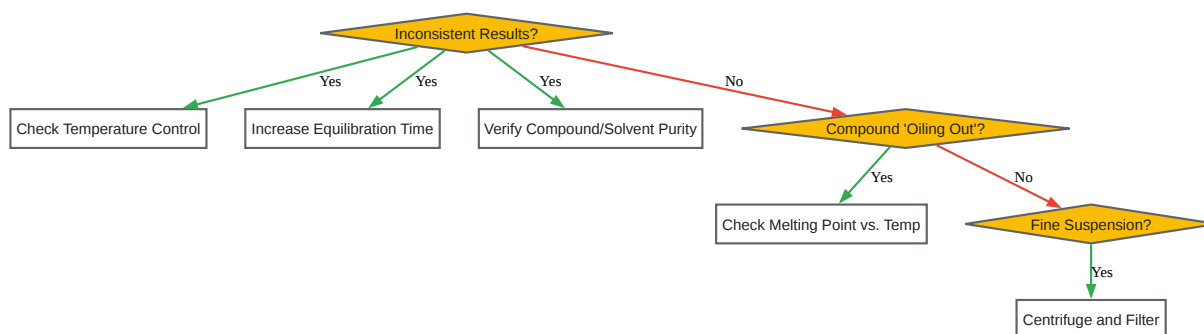 Inconsistent Results?
Yes
Yes
Yes
No
Check Temperature Control
Increase Equilibration Time
Verify Compound/Solvent Purity
Compound 'Oiling Out'?
Yes
No
Check Melting Point vs. Temp
Fine Suspension?
Yes
Centrifuge and Filter